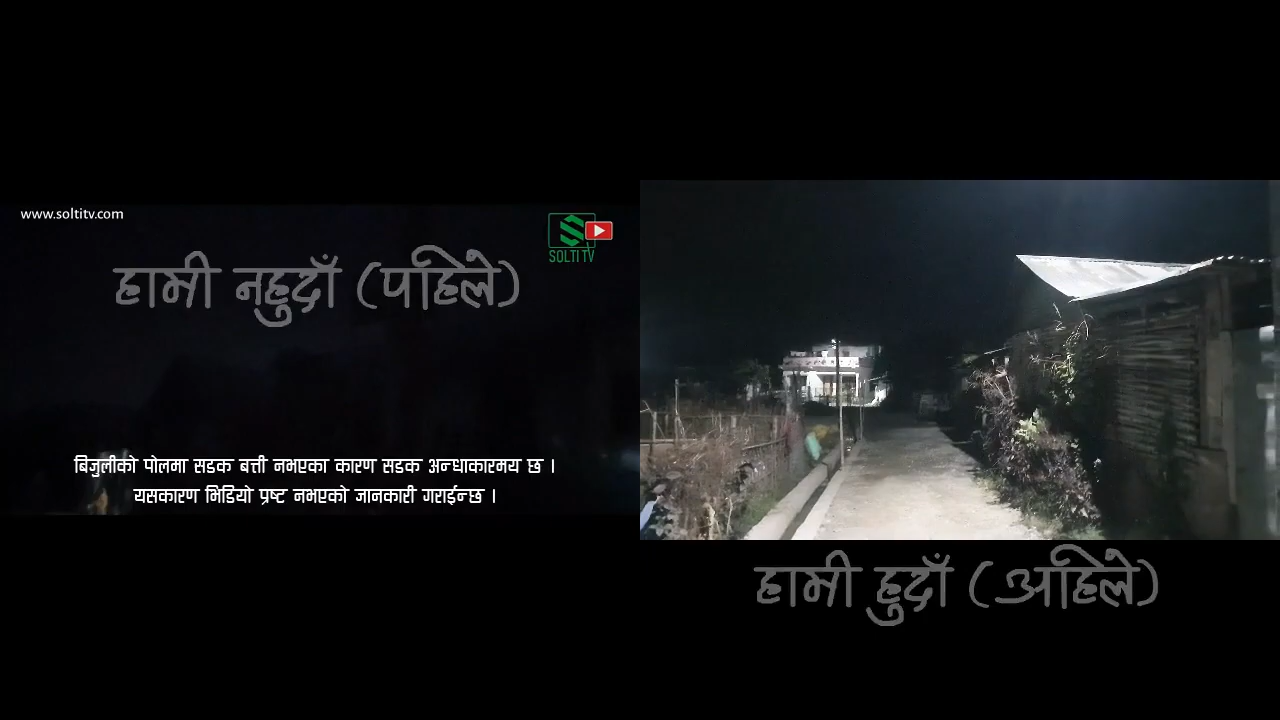 www.soltitv.com
SOLTI TV
हामी नहुदाँ (पहिले)
बिजुलीको पोलमा सडक बत्ती नभएका कारण सडक अन्धाकारमय छ ।
यसकारण भिडियो प्रष्ट नभएको जानकारी गराईन्छ ।
हामी हुदाँ (अहिले)